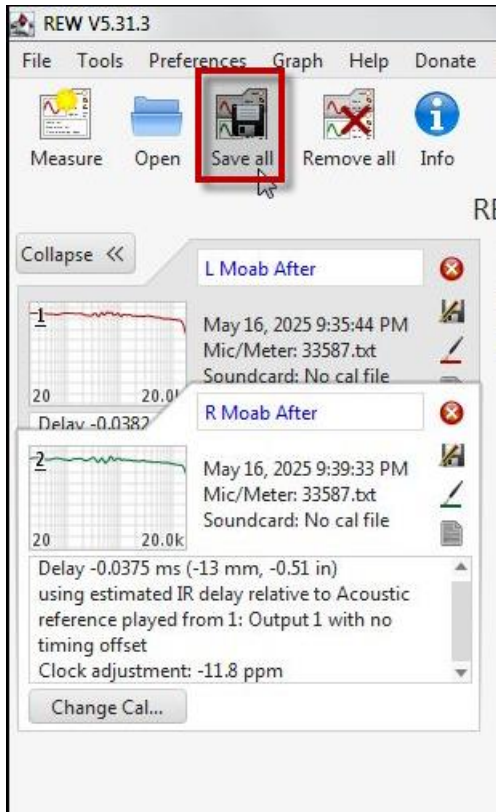 REW V5.31.3
File Tools Preferences Graph Help Donate
Measure Open Save all Remove all Info
Collapse
L Moab After
1
May 16, 2025 9:35:44 PM
Mic/Meter: 33587.txt
Soundcard: No cal file
20 20.0
Delay -0.0382
R Moab After
2
May 16, 2025 9:39:33 PM
Mic/Meter: 33587.txt
Soundcard: No cal file
20 20.0k
Delay -0.0375 ms (-13 mm, -0.51 in)
using estimated IR delay relative to Acoustic
reference played from 1: Output 1 with no
timing offset
Clock adjustment: -11.8 ppm
Change Cal...